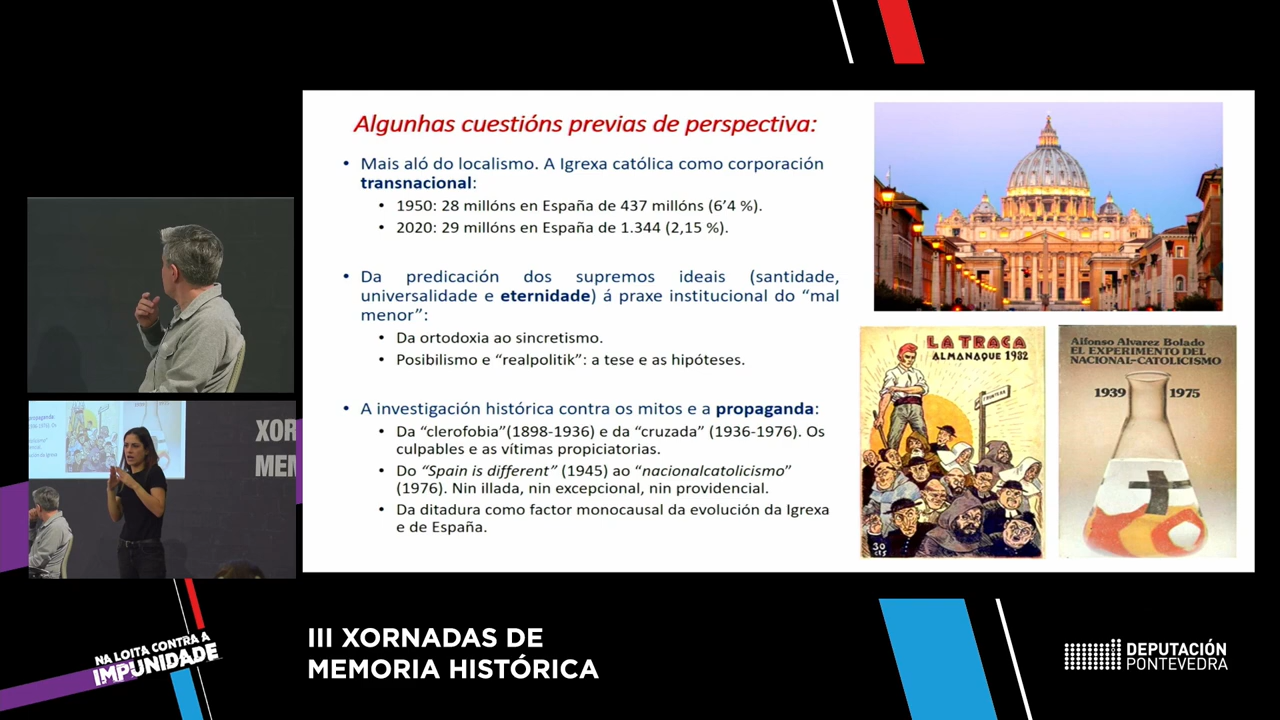 Algunhas cuestións previas de perspectiva:
• Mais aló do localismo. A Igrexa católica como corporación
transnacional:
• 1950: 28 millóns en España de 437 millóns (6’4 %).
• 2020: 29 millóns en España de 1.344 (2,15 %).
• Da predicación dos supremos ideais (santidade,
universalidade e eternidade) á praxe institucional do “mal
menor”:
• Da ortodoxia ao sincretismo.
• Posibilismo e “realpolitik”: a tese e as hipóteses.
• A investigación histórica contra os mitos e a propaganda:
• Da “clerofobia”(1898-1936) e da “cruzada” (1936-1976). Os
culpables e as vítimas propiciatorias.
• Do “Spain is different” (1945) ao “nacionalcatolicismo”
(1976). Nin illada, nin excepcional, nin providencial.
• Da ditadura como factor monocausal da evolución da Igrexa
e de España.
LA TRACA
ALMANAQUE 1932
30
CTS
Alfonso Alvarez Bolado
EL EXPERIMENTO DEL
NACIONAL-CATOLICISMO
1939 1975
XOR
MEM
NA LOITA CONTRA A
IMPUNIDADE
III XORNADAS DE
MEMORIA HISTÓRICA
DEPUTACIÓN
PONTEVEDRA